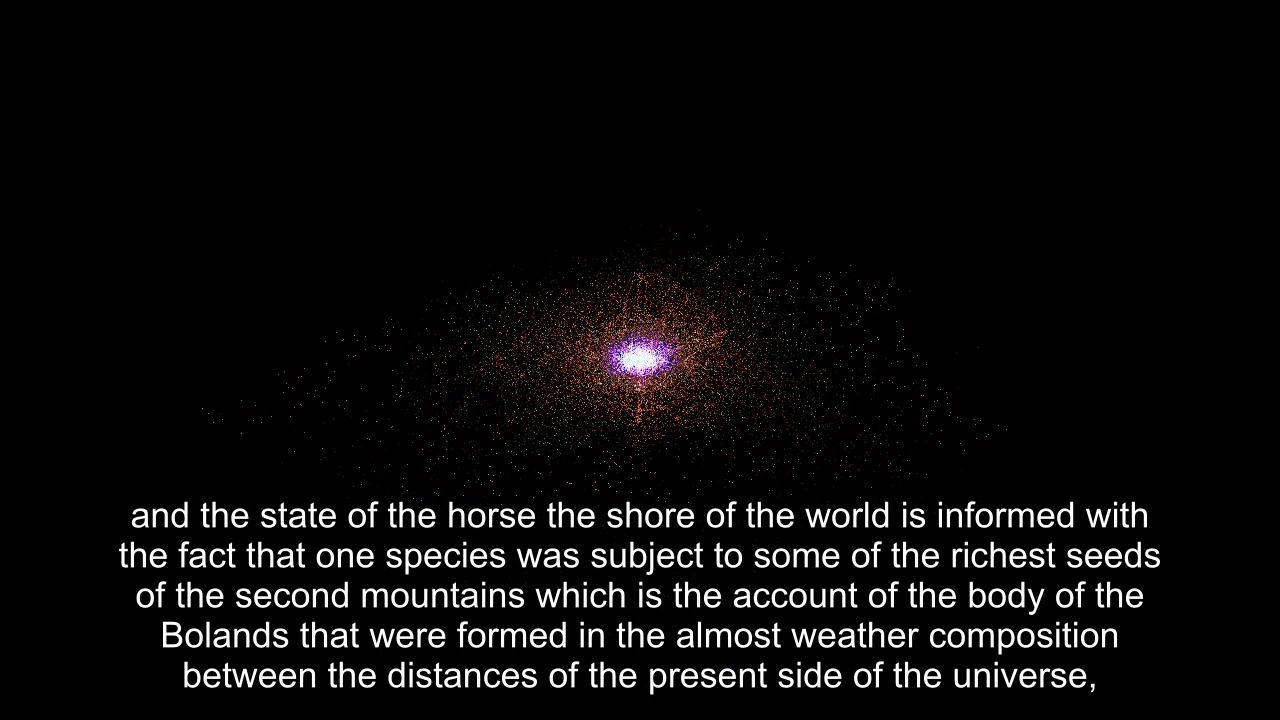 and the state of the horse the shore of the world is informed with
the fact that one species was subject to some of the richest seeds
of the second mountains which is the account of the body of the
Bolands that were formed in the almost weather composition
between the distances of the present side of the universe,